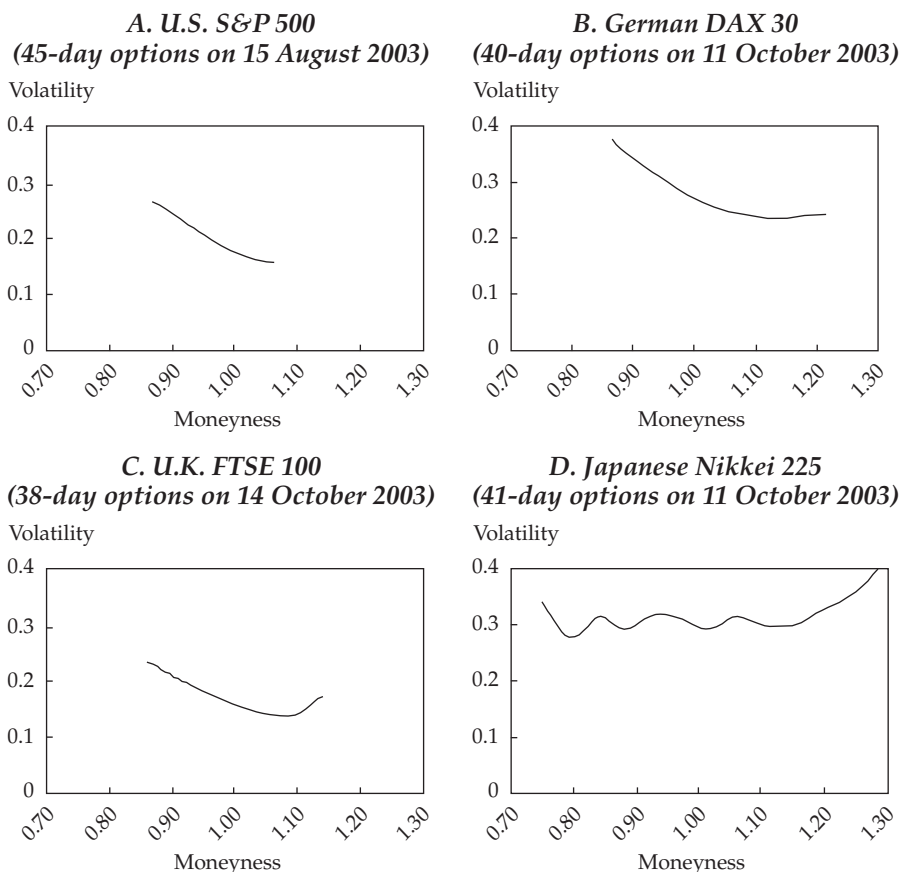 A. U.S. S&P 500
(45-day options on 15 August 2003)
Volatility
0.4
0.3
0.2
0.1
0
0.70 0.80 0.90 1.00 1.10 1.20 1.30
Moneyness
B. German DAX 30
(40-day options on 11 October 2003)
Volatility
0.4
0.3
0.2
0.1
0
0.70 0.80 0.90 1.00 1.10 1.20 1.30
Moneyness
C. U.K. FTSE 100
(38-day options on 14 October 2003)
Volatility
0.4
0.3
0.2
0.1
0
0.70 0.80 0.90 1.00 1.10 1.20 1.30
Moneyness
D. Japanese Nikkei 225
(41-day options on 11 October 2003)
Volatility
0.4
0.3
0.2
0.1
0
0.70 0.80 0.90 1.00 1.10 1.20 1.30
Moneyness